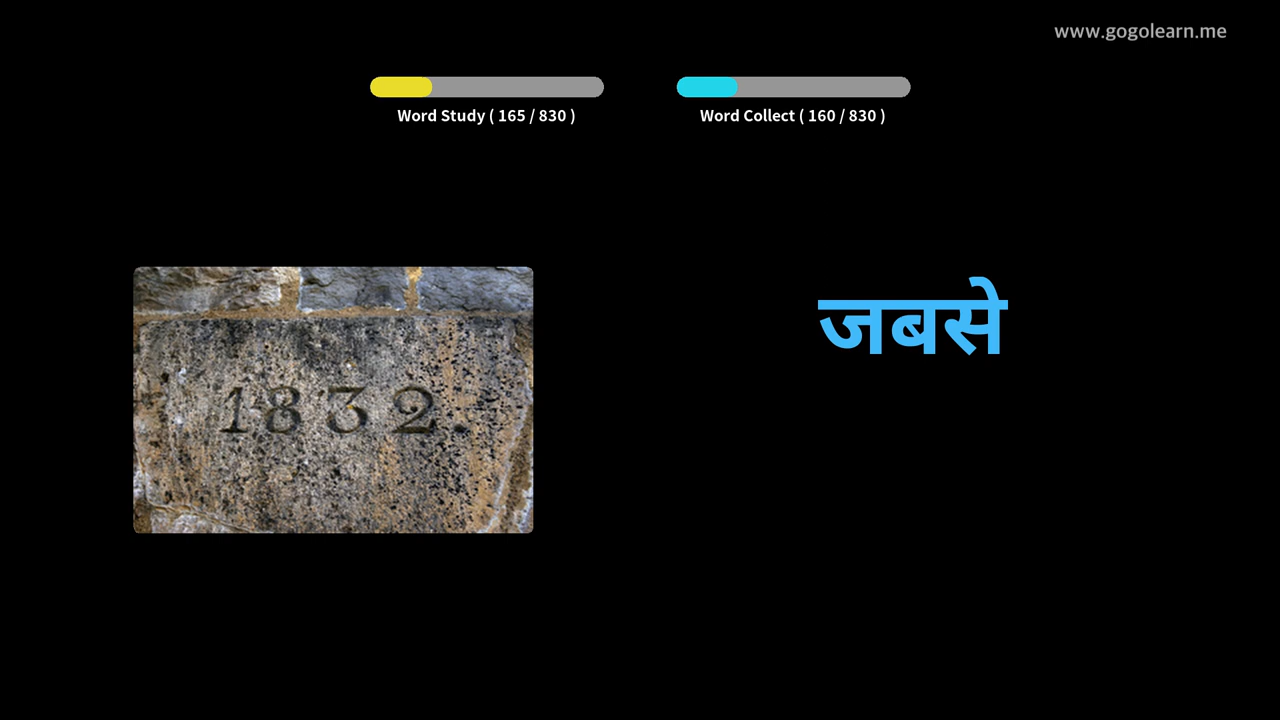 www.gogolearn.me
Word Study ( 165 / 830 )
Word Collect ( 160 / 830 )
जबसे
1832.